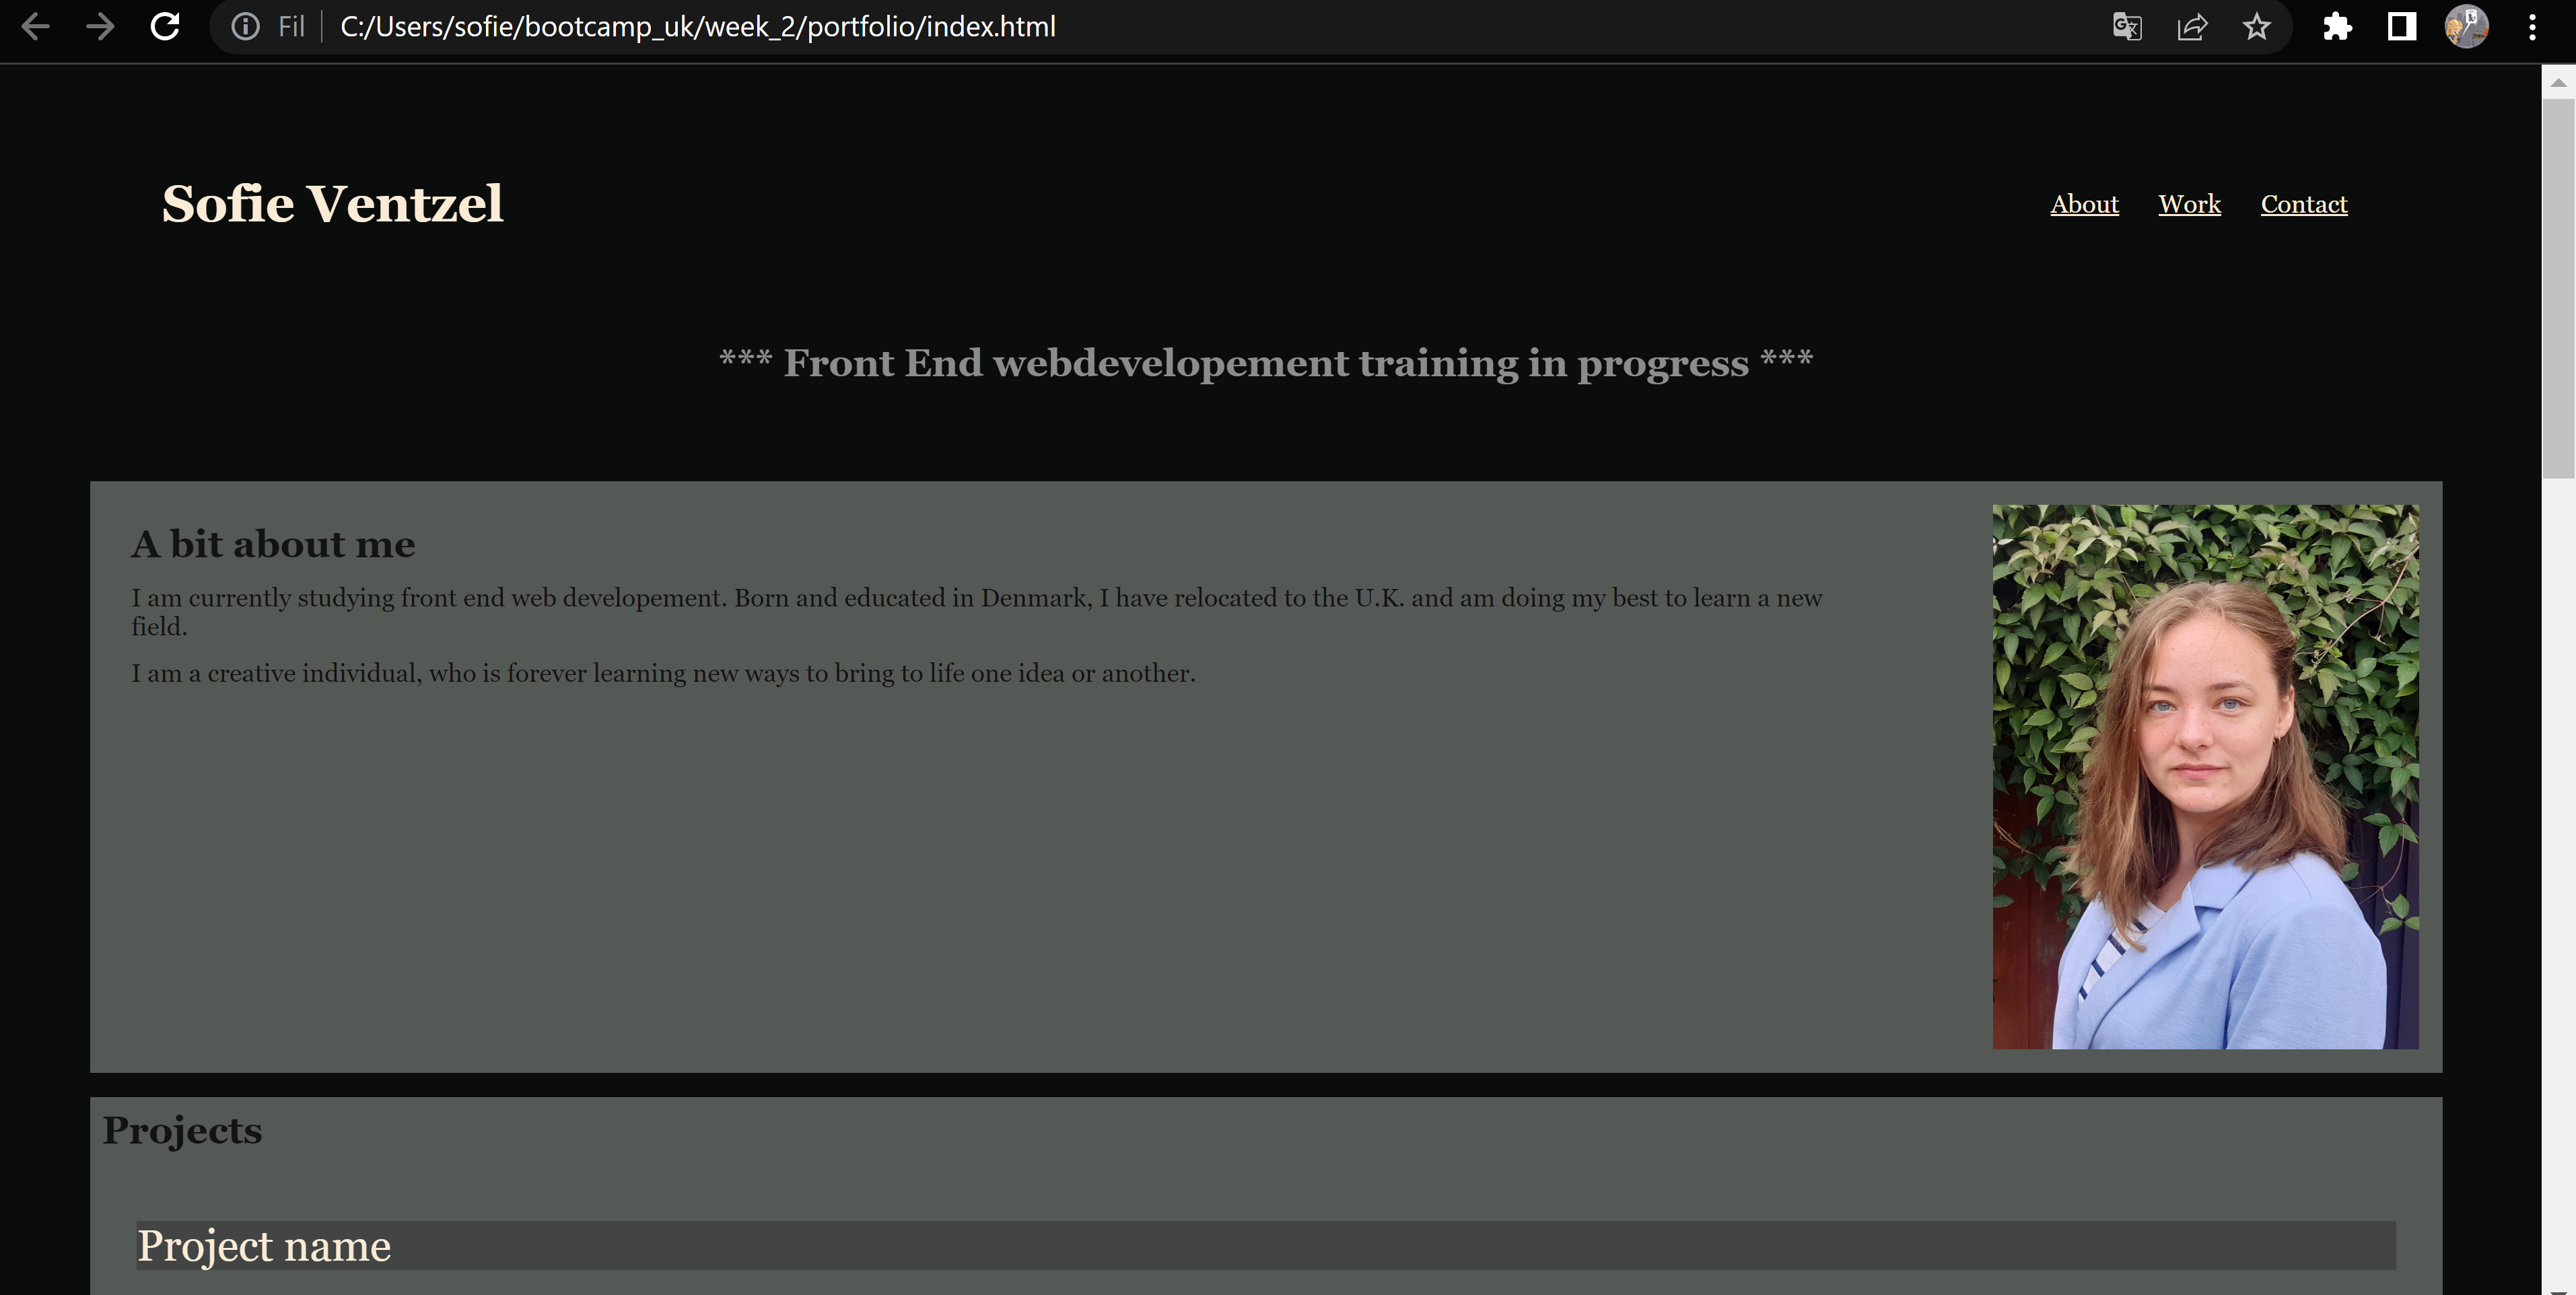 Fil C:/Users/sofie/bootcamp_uk/week_2/portfolio/index.html
Sofie Ventzel
About Work Contact
*** Front End webdevelopement training in progress ***
A bit about me
I am currently studying front end web developement. Born and educated in Denmark, I have relocated to the U.K. and am doing my best to learn a new
field.
I am a creative individual, who is forever learning new ways to bring to life one idea or another.
Projects
Project name